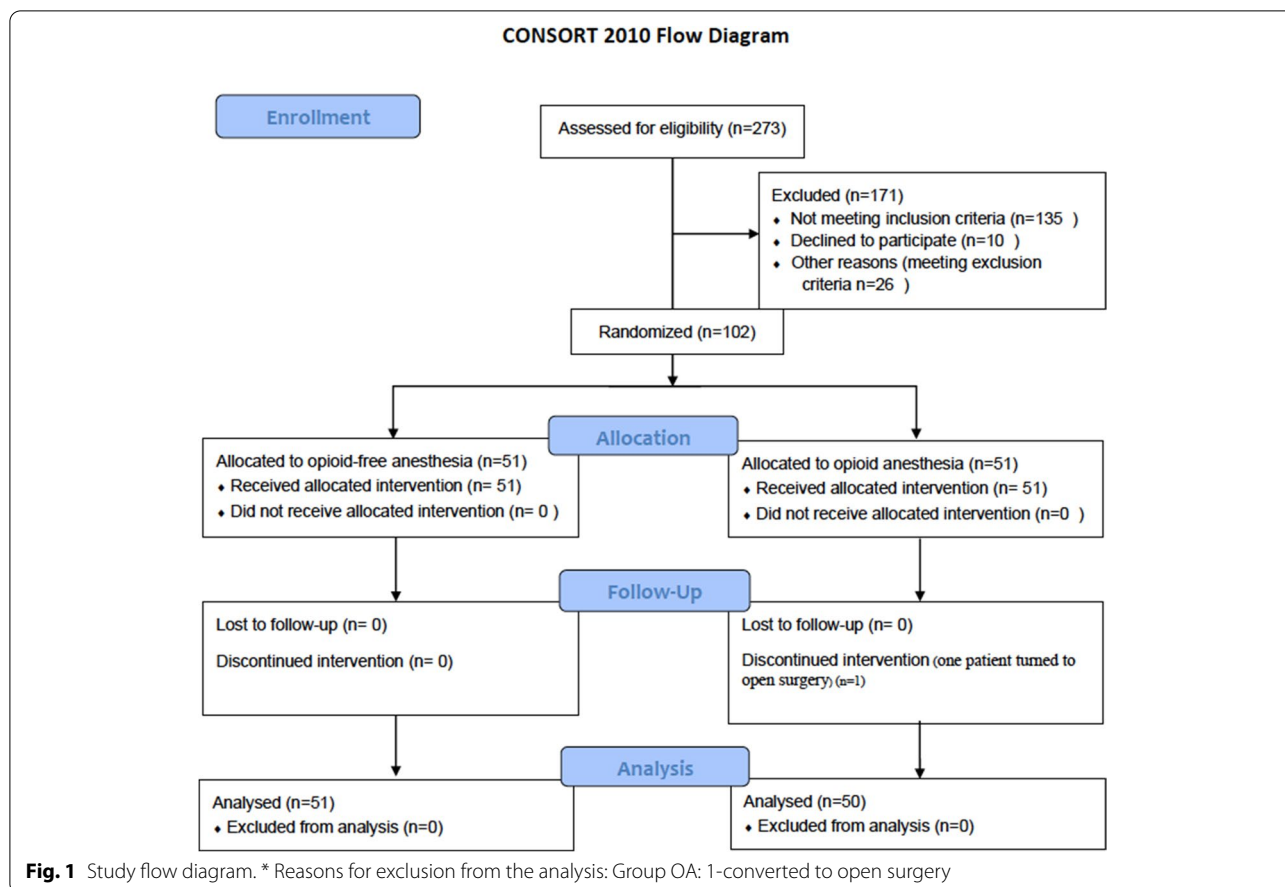 CONSORT 2010 Flow Diagram
Enrollment
Assessed for eligibility (n=273)
Excluded (n=171)
♦ Not meeting inclusion criteria (n=135 )
♦ Declined to participate (n=10 )
♦ Other reasons (meeting exclusion
criteria n=26 )
Randomized (n=102)
Allocation
Allocated to opioid-free anesthesia (n=51)
♦ Received allocated intervention (n= 51)
♦ Did not receive allocated intervention (n= 0 )
Allocated to opioid anesthesia (n=51)
♦ Received allocated intervention (n= 51)
♦ Did not receive allocated intervention (n=0 )
Follow-Up
Lost to follow-up (n= 0)
Discontinued intervention (n= 0)
Lost to follow-up (n= 0)
Discontinued intervention (one patient turned to
open surgery) (n=1)
Analysis
Analysed (n=51)
♦ Excluded from analysis (n=0)
Analysed (n=50)
♦ Excluded from analysis (n=0)
Fig. 1 Study flow diagram. * Reasons for exclusion from the analysis: Group OA: 1-converted to open surgery